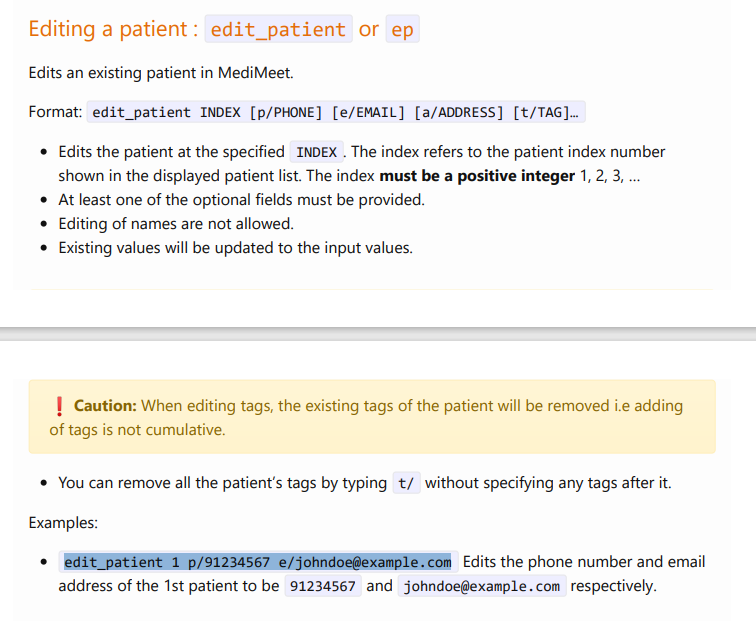 Editing a patient : edit_patient or ep
Edits an existing patient in MediMeet.
Format: edit_patient INDEX [p/PHONE] [e/EMAIL] [a/ADDRESS] [t/TAG]…
• Edits the patient at the specified INDEX. The index refers to the patient index number
shown in the displayed patient list. The index must be a positive integer 1, 2, 3, …
• At least one of the optional fields must be provided.
• Editing of names are not allowed.
• Existing values will be updated to the input values.
❗ Caution: When editing tags, the existing tags of the patient will be removed i.e adding
of tags is not cumulative.
• You can remove all the patient's tags by typing t/ without specifying any tags after it.
Examples:
• edit_patient 1 p/91234567 e/johndoe@example.com Edits the phone number and email
address of the 1st patient to be 91234567 and johndoe@example.com respectively.